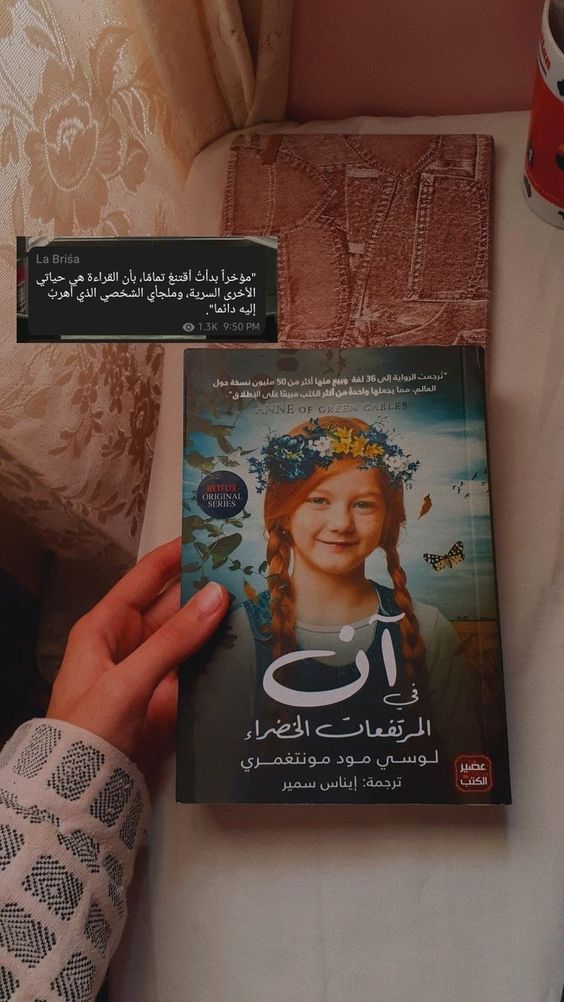 La Briśa
"مؤخراً بدأتُ أقتنعُ تمامًا، بأن القراءة هي حياتي
الأخرى السرية، وملجأي الشخصي الذي أهربُ
إليه دائما".
1.3K 9:50 PM
"تُرجمت الرواية إلى 36 لغة وبيع منها أكثر من 50 مليون نسخة حول
العالم، مما يجعلها واحدة من أكثر الكتب مبيعًا على الإطلاق".
ANNE OF GREEN GABLES
NETFLIX
ORIGINAL
SERIES
آن
في
المرتفعات الخضراء
لوسي مود مونتغمري
ترجمة: إيناس سمير
عصير
الكتب